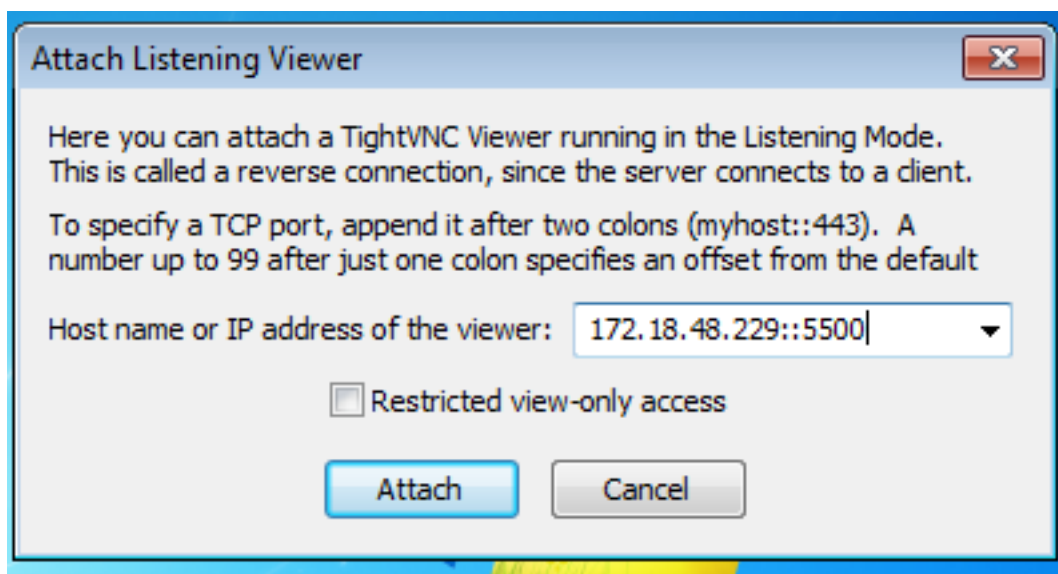 Attach Listening Viewer
Here you can attach a TightVNC Viewer running in the Listening Mode.
This is called a reverse connection, since the server connects to a client.
To specify a TCP port, append it after two colons (myhost::443).  A
number up to 99 after just one colon specifies an offset from the default
Host name or IP address of the viewer: 172.18.48.229::5500
Restricted view-only access
Attach Cancel